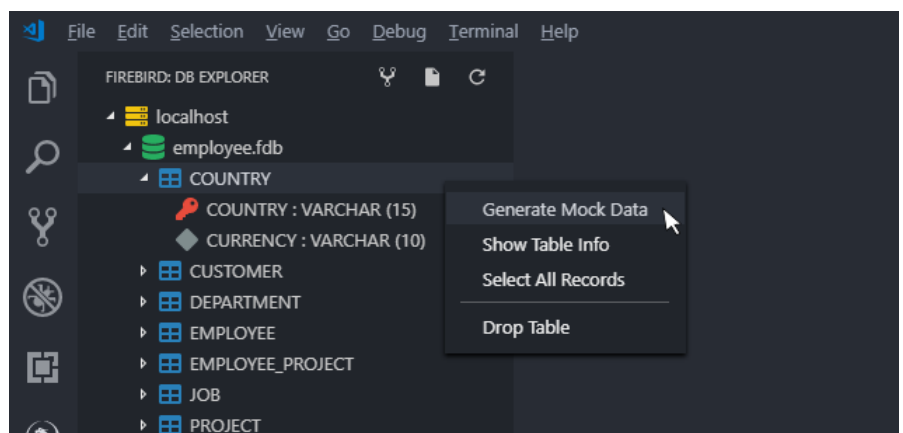 File Edit Selection View Go Debug Terminal Help
FIREBIRD: DB EXPLORER
localhost
employee.fdb
COUNTRY
COUNTRY : VARCHAR (15)
CURRENCY : VARCHAR (10)
CUSTOMER
DEPARTMENT
EMPLOYEE
EMPLOYEE_PROJECT
JOB
PROJECT
Generate Mock Data
Show Table Info
Select All Records
Drop Table